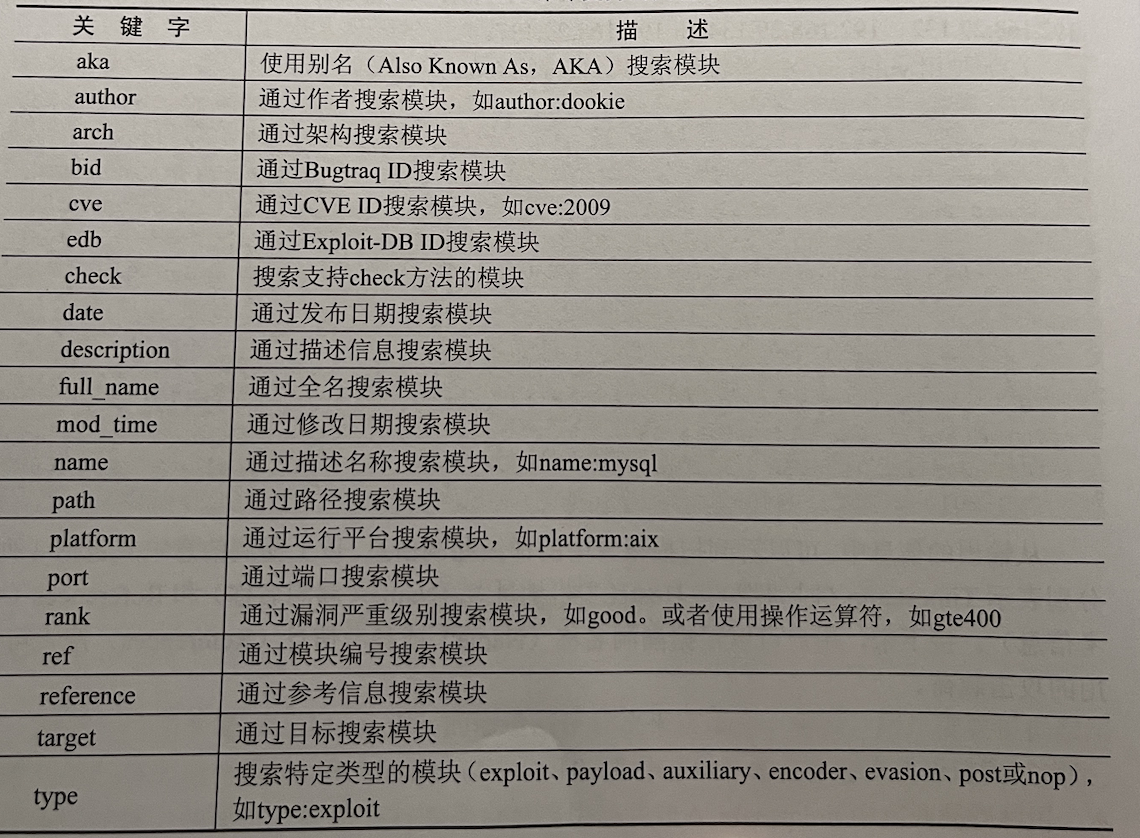 关 键 字 描 述
aka 使用别名（Also Known As，AKA）搜索模块
author 通过作者搜索模块，如author:dookie
arch 通过架构搜索模块
bid 通过Bugtraq ID搜索模块
cve 通过CVE ID搜索模块，如cve:2009
edb 通过Exploit-DB ID搜索模块
check 搜索支持check方法的模块
date 通过发布日期搜索模块
description 通过描述信息搜索模块
full_name 通过全名搜索模块
mod_time 通过修改日期搜索模块
name 通过描述名称搜索模块，如name:mysql
path 通过路径搜索模块
platform 通过运行平台搜索模块，如platform:aix
port 通过端口搜索模块
rank 通过漏洞严重级别搜索模块，如good。或者使用操作运算符，如gte400
ref 通过模块编号搜索模块
reference 通过参考信息搜索模块
target 通过目标搜索模块
type 搜索特定类型的模块（exploit、payload、auxiliary、encoder、evasion、post或nop），
如type:exploit